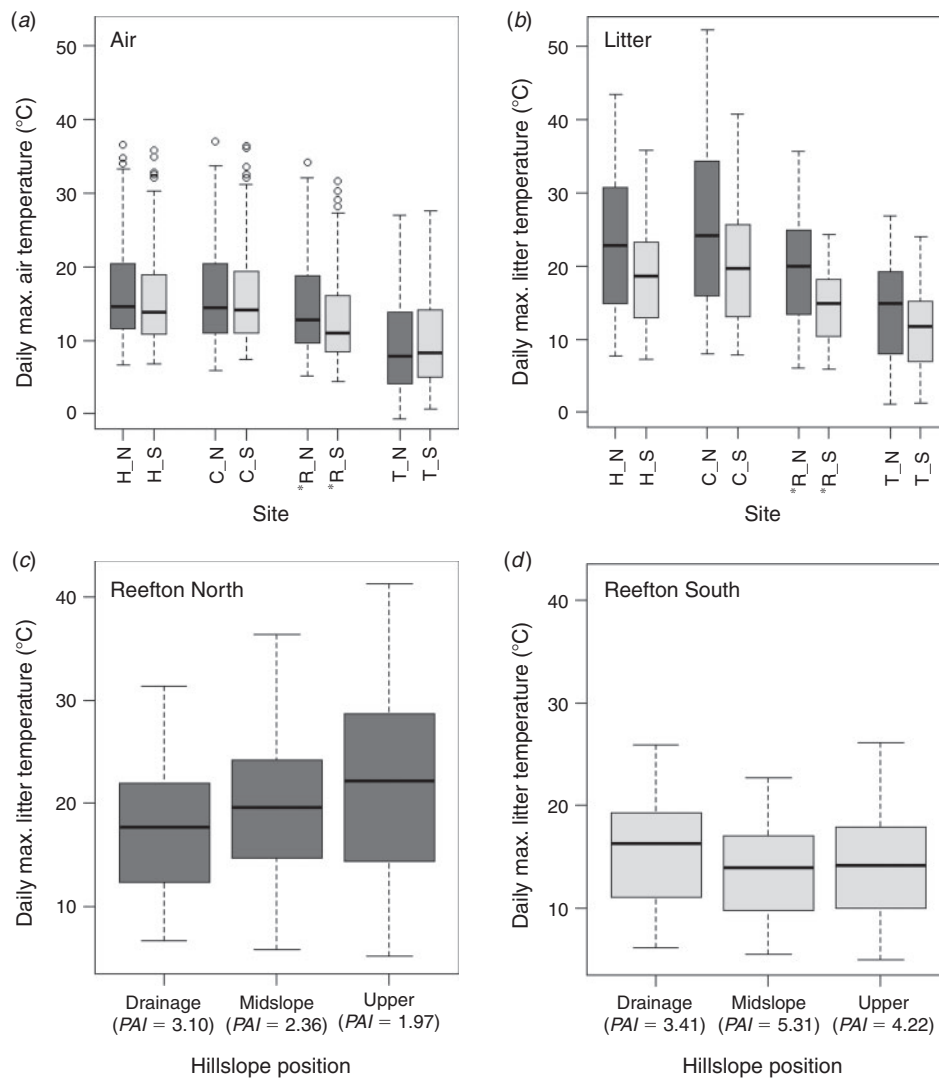 (a)
Air
Daily max. air temperature (°C)
50
40
30
20
10
0
H_N
H_S
C_N
C_S
*R_N
*R_S
T_N
T_S
Site
(b)
Litter
Daily max. litter temperature (°C)
50
40
30
20
10
0
H_N
H_S
C_N
C_S
*R_N
*R_S
T_N
T_S
Site
(c)
Reefton North
Daily max. litter temperature (°C)
40
30
20
10
Drainage Midslope Upper
(PAI = 3.10) (PAI = 2.36) (PAI = 1.97)
Hillslope position
(d)
Reefton South
Daily max. litter temperature (°C)
40
30
20
10
Drainage Midslope Upper
(PAI = 3.41) (PAI = 5.31) (PAI = 4.22)
Hillslope position